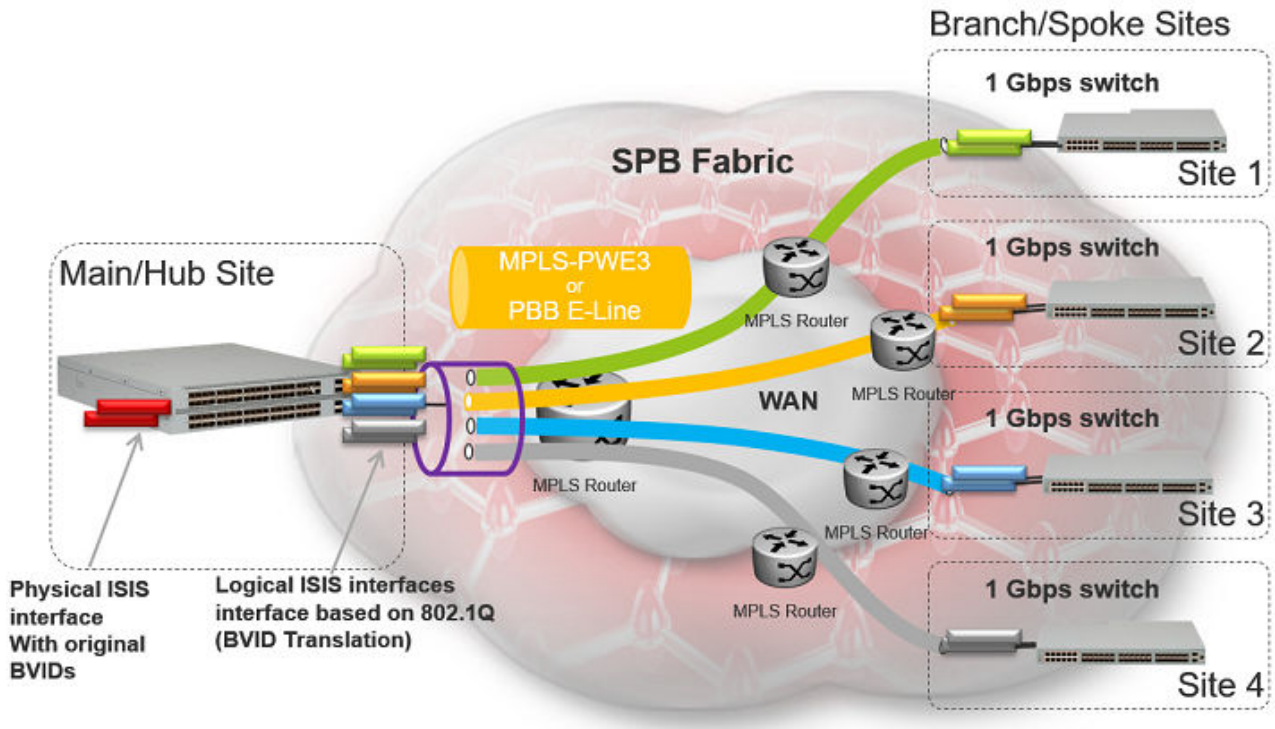 Branch/Spoke Sites
1 Gbps switch
Site 1
SPB Fabric
1 Gbps switch
Site 2
MPLS-PWE3
or
PBB E-Line
Main/Hub Site
MPLS Router
MPLS Router
WAN
1 Gbps switch
Site 3
MPLS Router
MPLS Router
1 Gbps switch
Site 4
MPLS Router
Physical ISIS
interface
With original
BVIDs
Logical ISIS interfaces
interface based on 802.1Q
(BVID Translation)